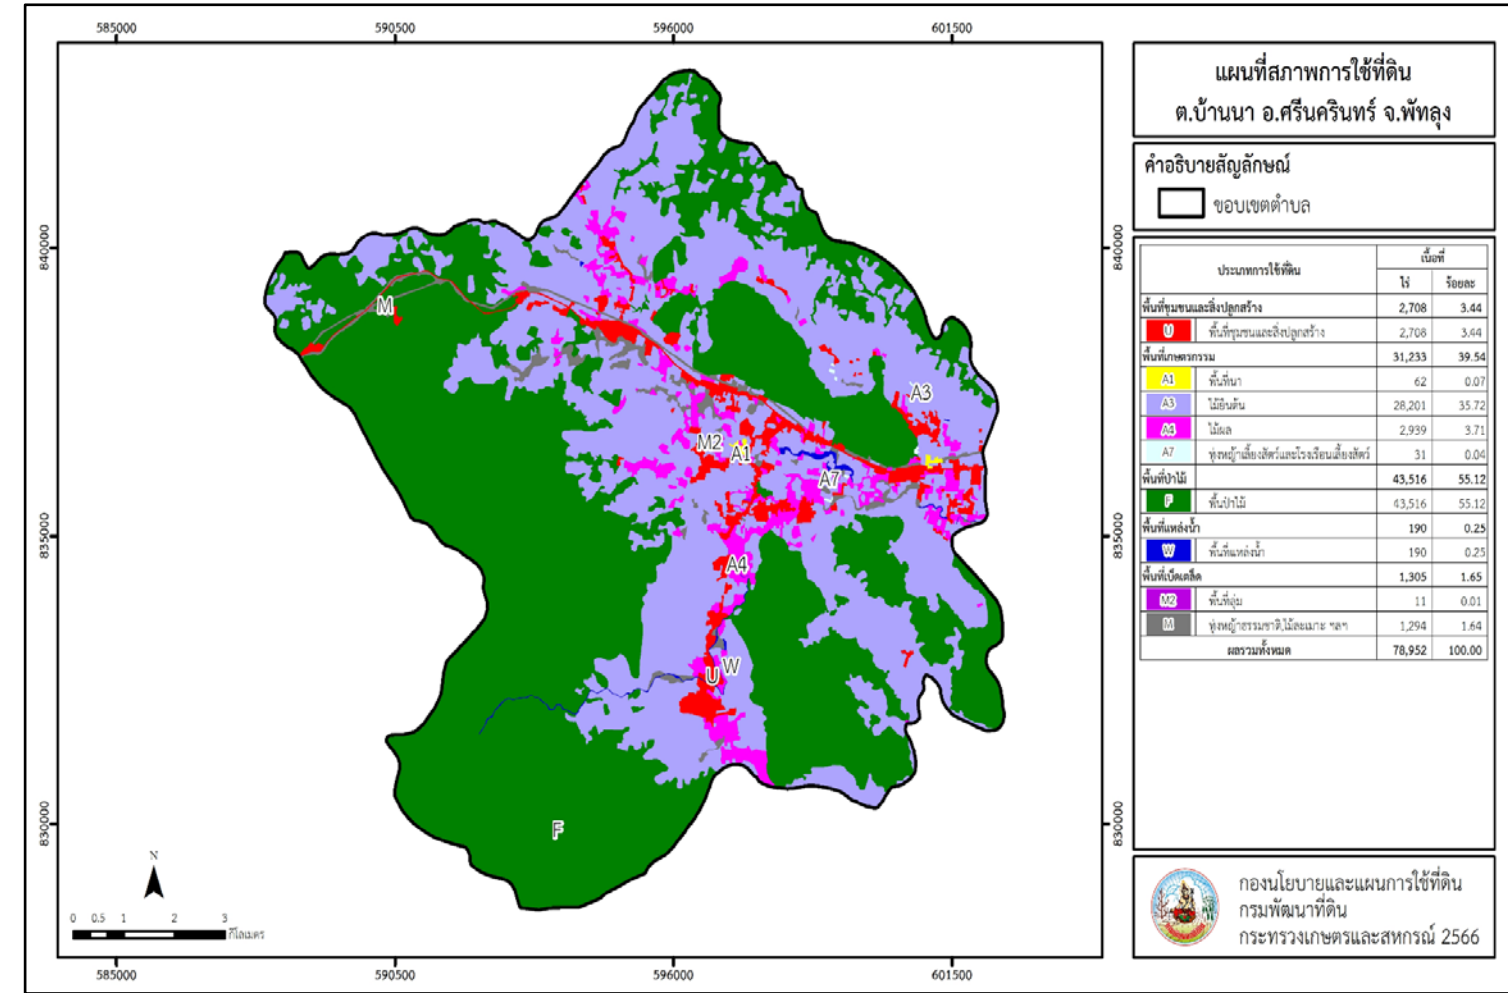 585000 590500 596000 601500
แผนที่สภาพการใช้ที่ดิน
ต.บ้านนา อ.ศรีนครินทร์ จ.พัทลุง
คำอธิบายสัญลักษณ์
ขอบเขตตำบล
ประเภทการใช้ที่ดิน เนื้อที่
ไร่ ร้อยละ
พื้นที่ชุมชนและสิ่งปลูกสร้าง 2,708 3.44
U พื้นที่ชุมชนและสิ่งปลูกสร้าง 2,708 3.44
พื้นที่เกษตรกรรม 31,233 39.54
A1 พื้นที่นา 62 0.07
A3 ไม้ยืนต้น 28,201 35.72
A4 ไม้ผล 2,939 3.71
A7 ทุ่งหญ้าเลี้ยงสัตว์และโรงเรือนเลี้ยงสัตว์ 31 0.04
พื้นที่ป่าไม้ 43,516 55.12
F พื้นป่าไม้ 43,516 55.12
พื้นที่แหล่งน้ำ 190 0.25
W พื้นที่แหล่งน้ำ 190 0.25
พื้นที่เบ็ดเตล็ด 1,305 1.65
M2 พื้นที่ลุ่ม 11 0.01
M ทุ่งหญ้าธรรมชาติ,ไม้ละเมาะ ฯลฯ 1,294 1.64
ผลรวมทั้งหมด 78,952 100.00
กองนโยบายและแผนการใช้ที่ดิน
กรมพัฒนาที่ดิน
กระทรวงเกษตรและสหกรณ์ 2566
840000 840000
M
A3
M2
A1
A7
835000 835000
A4
W
U
830000 830000
F
N
0 0.5 1 2 3
กิโลเมตร
585000 590500 596000 601500